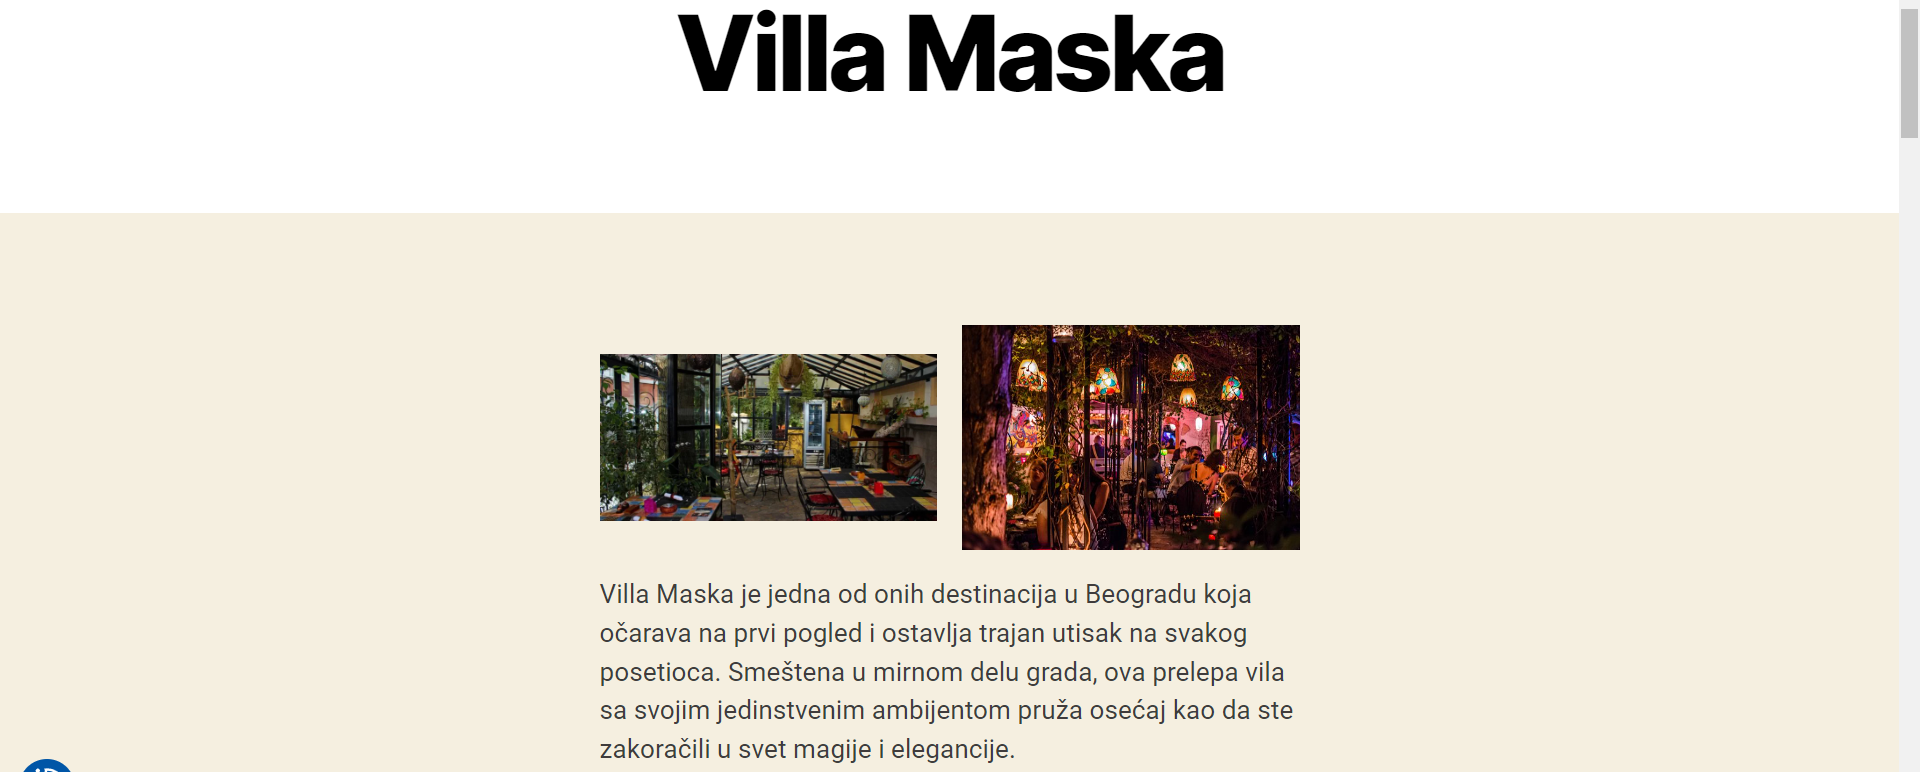 Villa Maska
Villa Maska je jedna od onih destinacija u Beogradu koja
očarava na prvi pogled i ostavlja trajan utisak na svakog
posetioca. Smeštena u mirnom delu grada, ova prelepa vila
sa svojim jedinstvenim ambijentom pruža osećaj kao da ste
zakoračili u svet magije i elegancije.